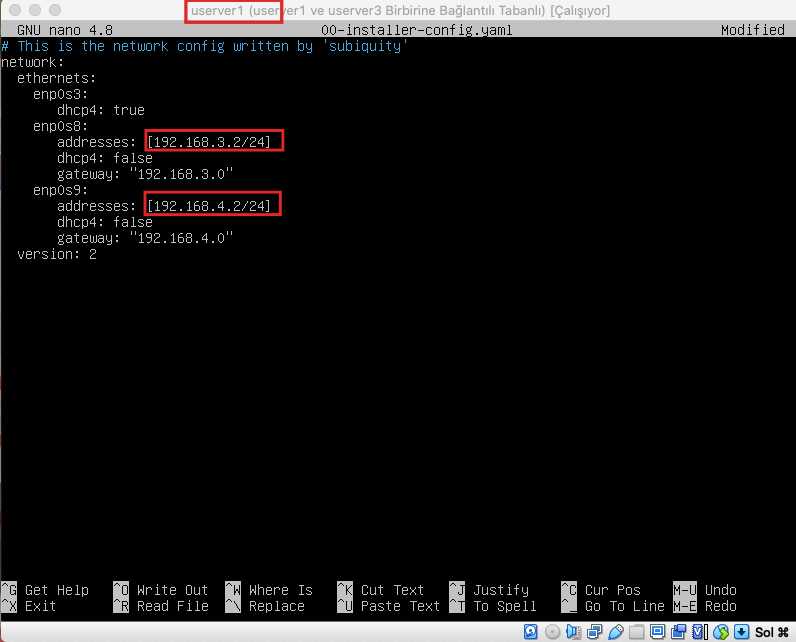 userver1 (userver1 ve userver3 Birbirine Bağlantılı Tabanlı) [Çalışıyor]
GNU nano 4.8 00-installer-config.yaml Modified
# This is the network config written by 'subiquity'
network:
  ethernets:
    enp0s3:
       dhcp4: true
    enp0s8:
       addresses: [192.168.3.2/24]
       dhcp4: false
       gateway: "192.168.3.0"
    enp0s9:
       addresses: [192.168.4.2/24]
       dhcp4: false
       gateway: "192.168.4.0"
  version: 2
^G Get Help ^O Write Out ^W Where Is ^K Cut Text ^J Justify ^C Cur Pos M-U Undo
^X Exit ^R Read File ^\ Replace ^U Paste Text ^T To Spell ^_ Go To Line M-E Redo
Sol ⌘